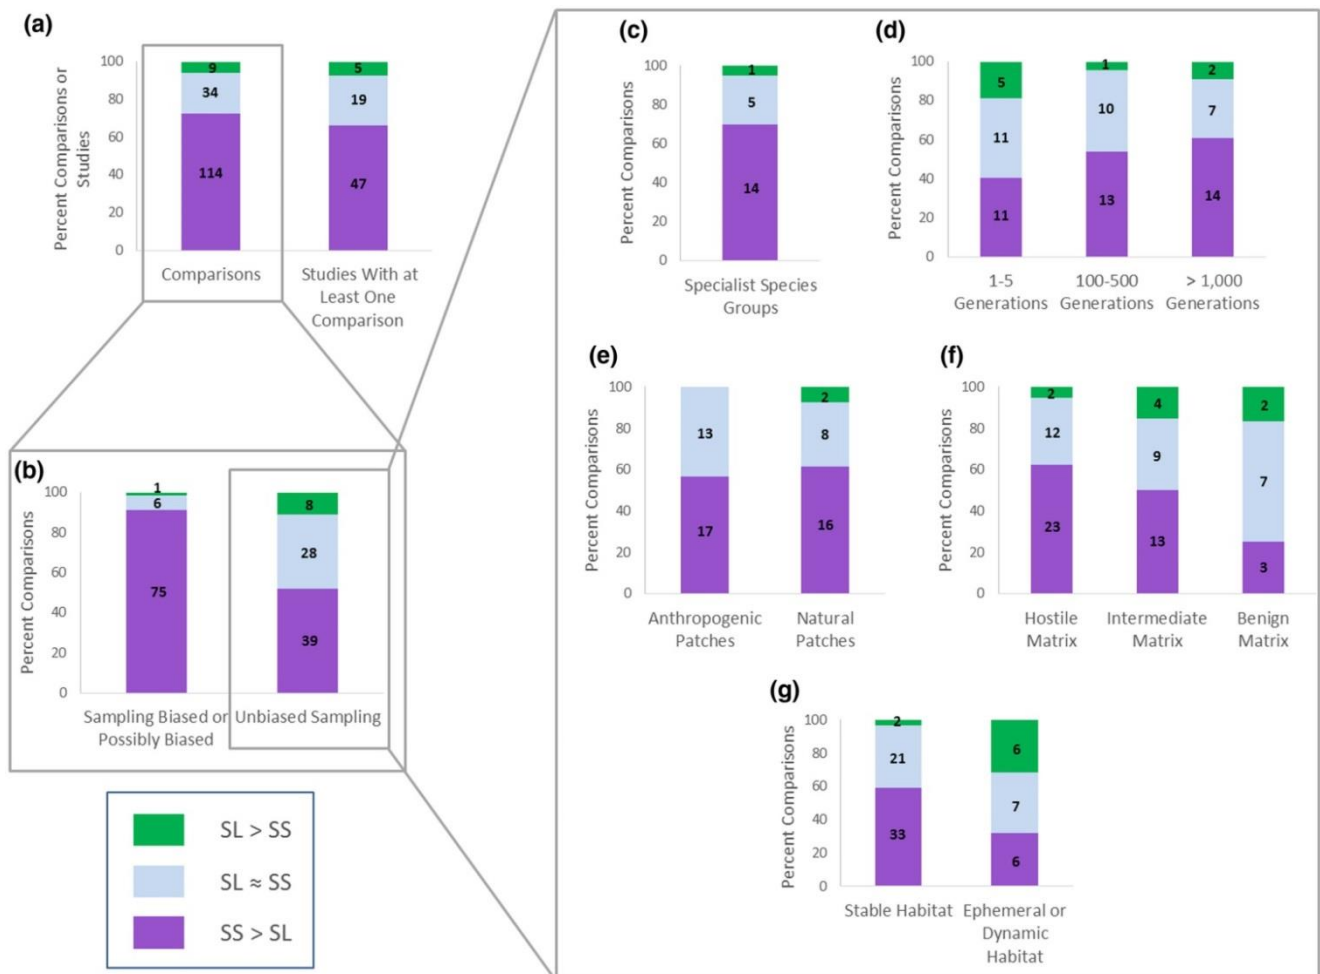 (a)
Percent Comparisons or
Studies
100
80
60
40
20
0
9
34
114
5
19
47
Comparisons
Studies With at
Least One
Comparison
(b)
Percent Comparisons
100
80
60
40
20
0
1
6
75
8
28
39
Sampling Biased or
Possibly Biased
Unbiased Sampling
SL > SS
SL ≈ SS
SS > SL
(c)
Percent Comparisons
100
80
60
40
20
0
1
5
14
Specialist Species
Groups
(d)
Percent Comparisons
100
80
60
40
20
0
5
11
11
1
10
13
2
7
14
1-5
Generations
100-500
Generations
> 1,000
Generations
(e)
Percent Comparisons
100
80
60
40
20
0
13
17
2
8
16
Anthropogenic
Patches
Natural
Patches
(f)
Percent Comparisons
100
80
60
40
20
0
2
12
23
4
9
13
2
7
3
Hostile
Matrix
Intermediate
Matrix
Benign
Matrix
(g)
Percent Comparisons
100
80
60
40
20
0
2
21
33
6
7
6
Stable Habitat
Ephemeral or
Dynamic
Habitat